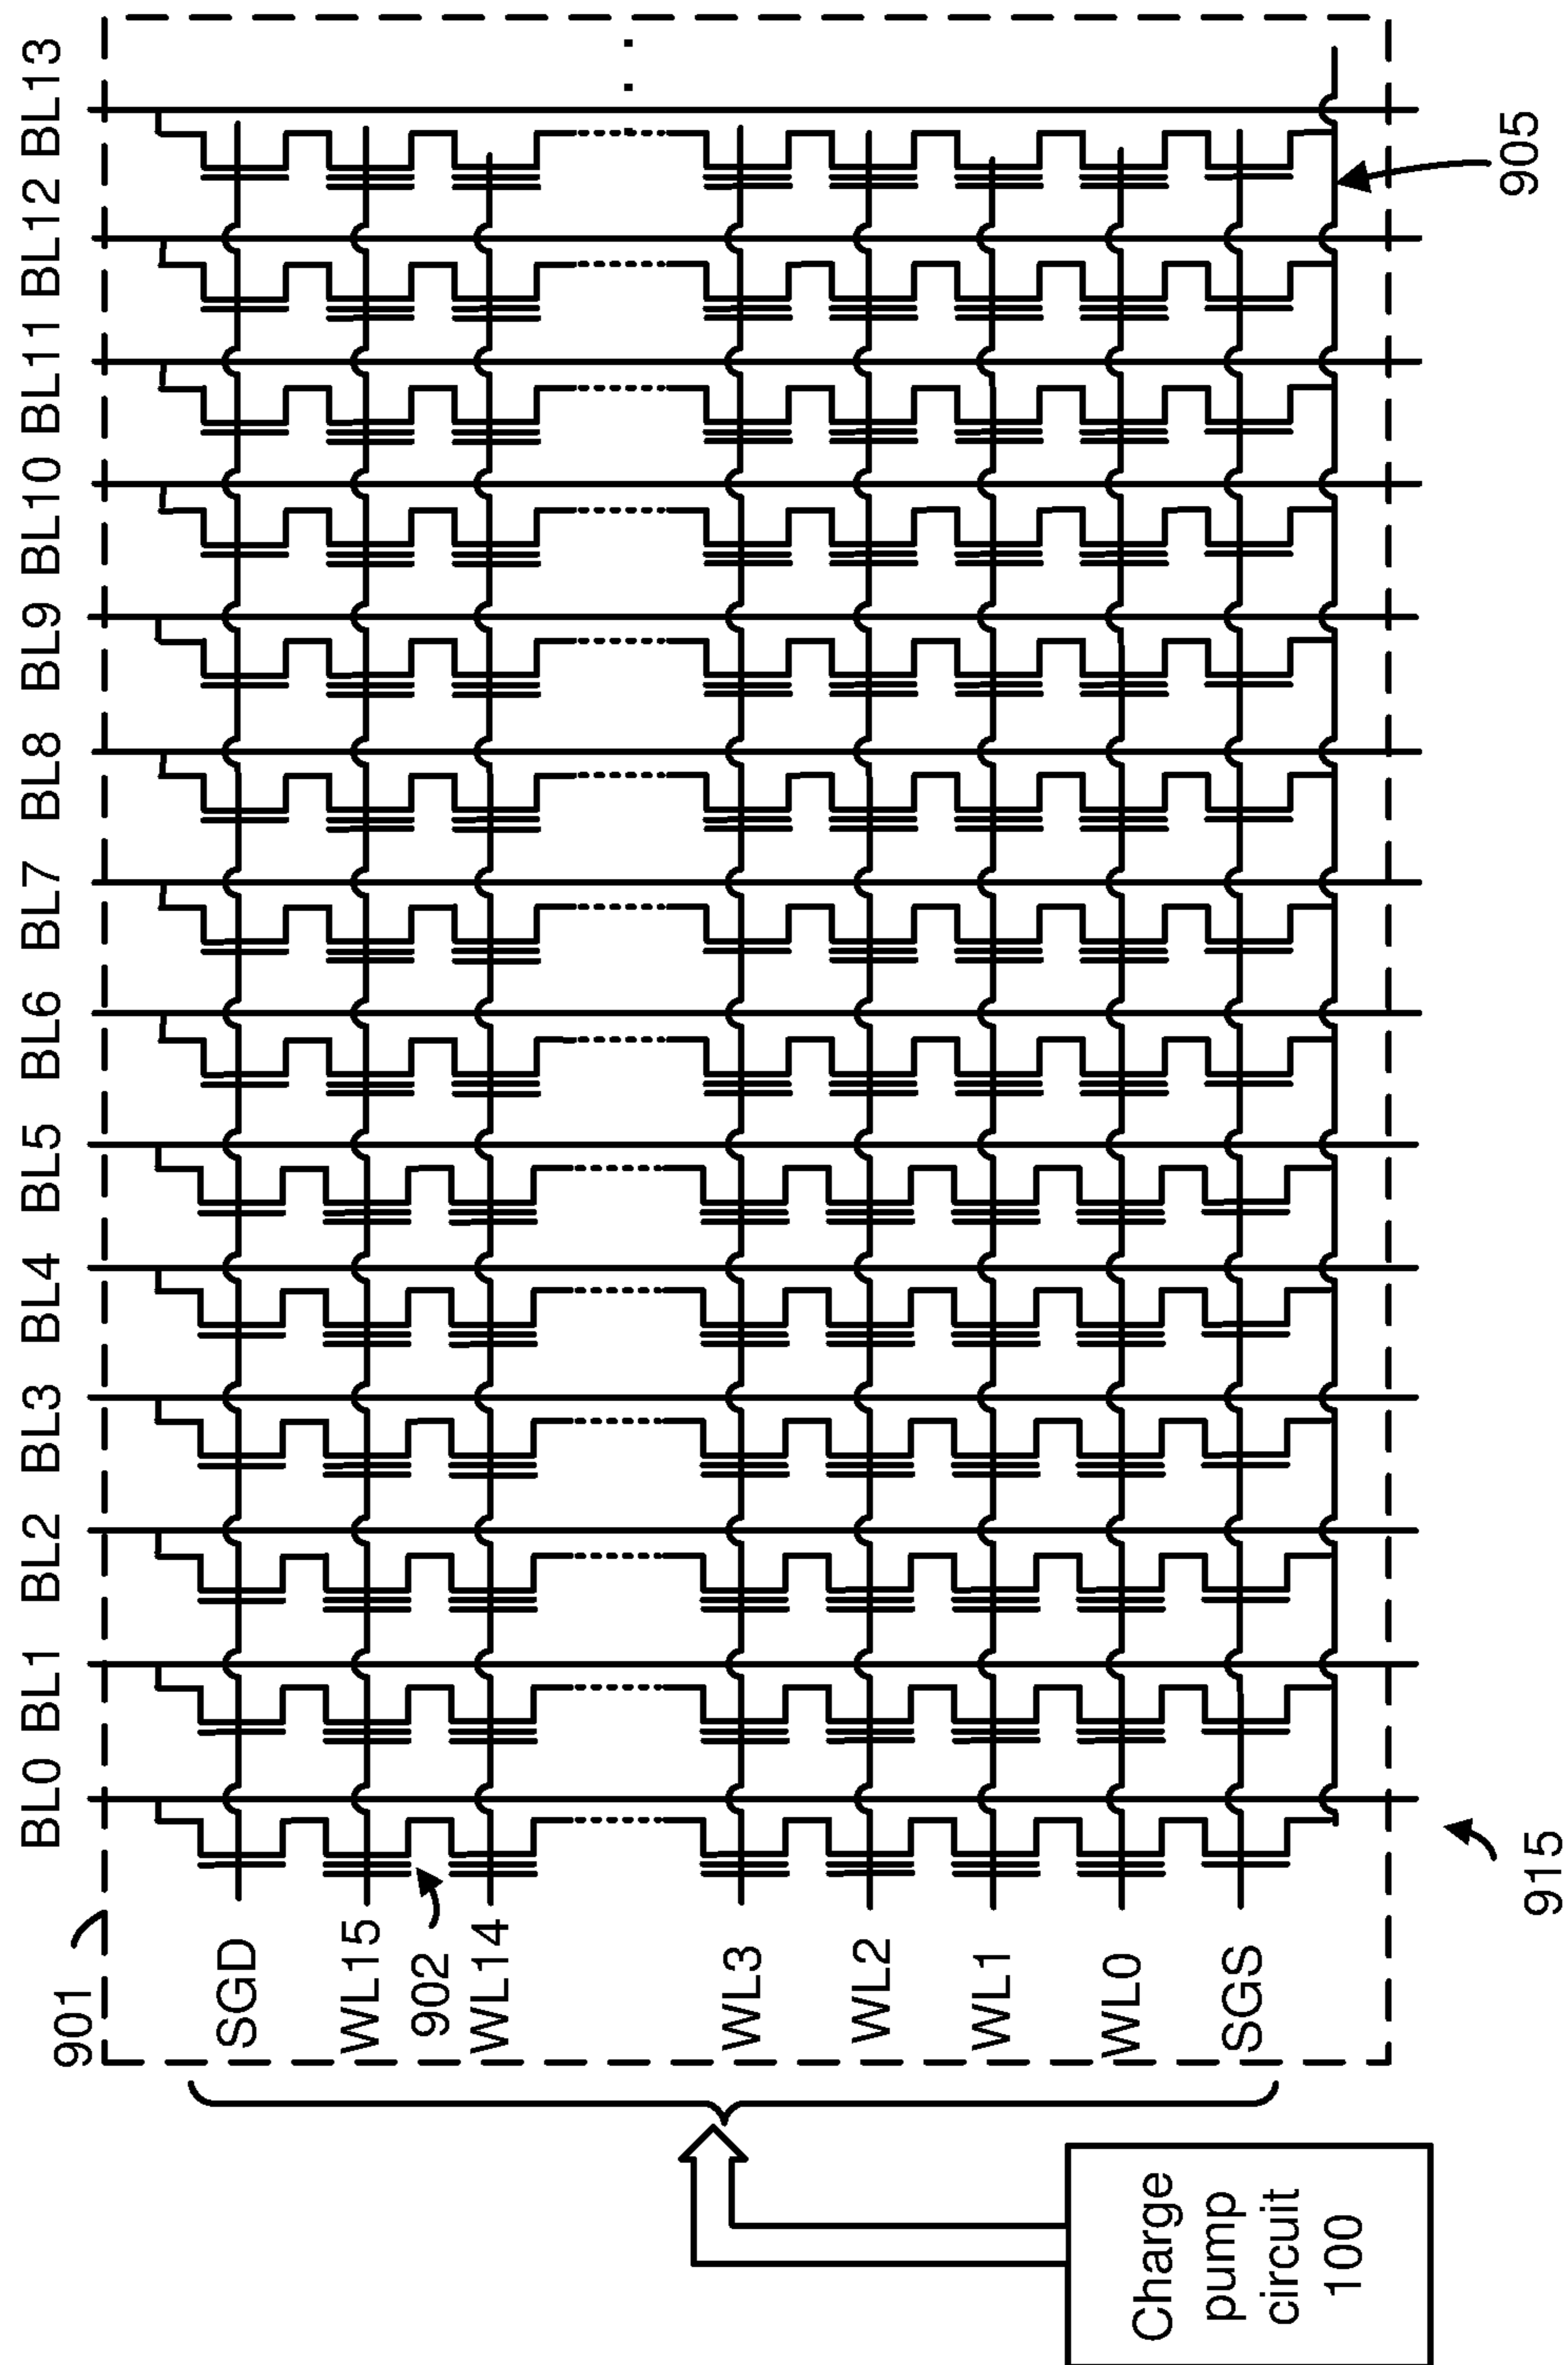 BL0
BL1
BL2
BL3
BL4
BL5
BL6
BL7
BL8
BL9
BL10
BL11
BL12
BL13
901
SGD
WL15
902
WL14
WL3
WL2
WL1
WL0
SGS
905
915
Charge
pump
circuit
100